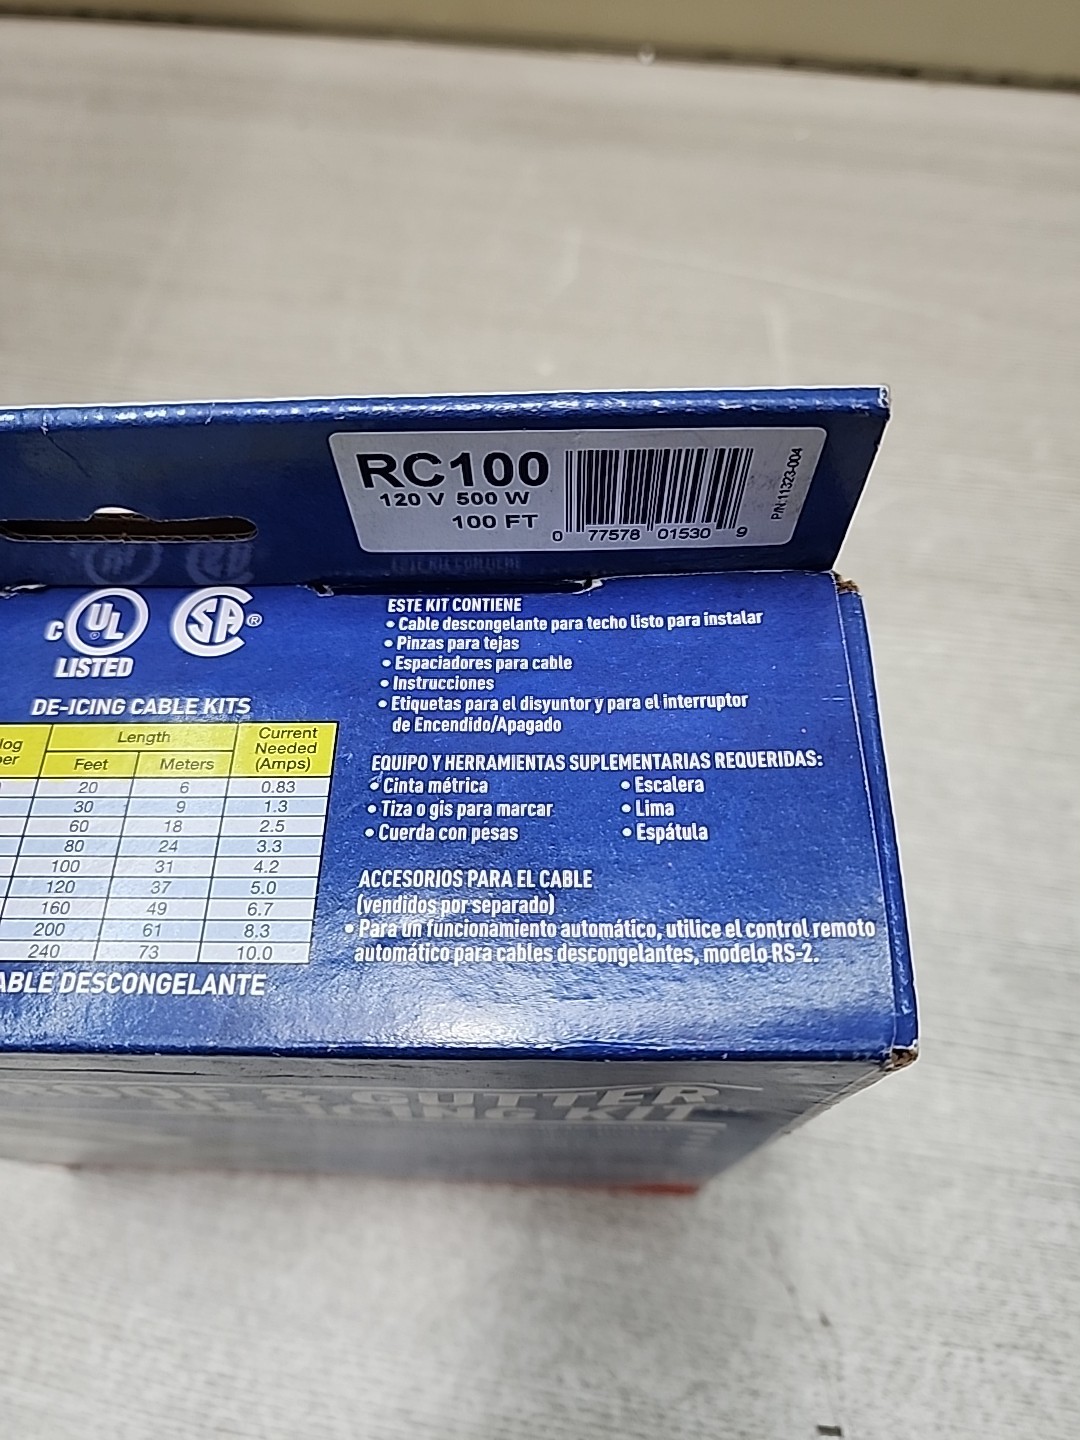 RC100
120 V 500 W
100 FT
0 77578 01530 9
P/N:11323-004
C UL
LISTED
SA®
DE-ICING CABLE KITS
Length
Current
Needed
(Amps)
Feet Meters
20 6 0.83
30 9 1.3
60 18 2.5
80 24 3.3
100 31 4.2
120 37 5.0
160 49 6.7
200 61 8.3
240 73 10.0
DESCONGELANTE
ESTE KIT CONTIENE
• Cable descongelante para techo listo para instalar
• Pinzas para tejas
• Espaciadores para cable
• Instrucciones
• Etiquetas para el disyuntor y para el interruptor
de Encendido/Apagado
EQUIPO Y HERRAMIENTAS SUPLEMENTARIAS REQUERIDAS:
• Cinta métrica • Escalera
• Tiza o gis para marcar • Lima
• Cuerda con pesas • Espátula
ACCESORIOS PARA EL CABLE
(vendidos por separado)
• Para un funcionamiento automático, utilice el control remoto
automático para cables descongelantes, modelo RS-2.
& GUTTER
KIT